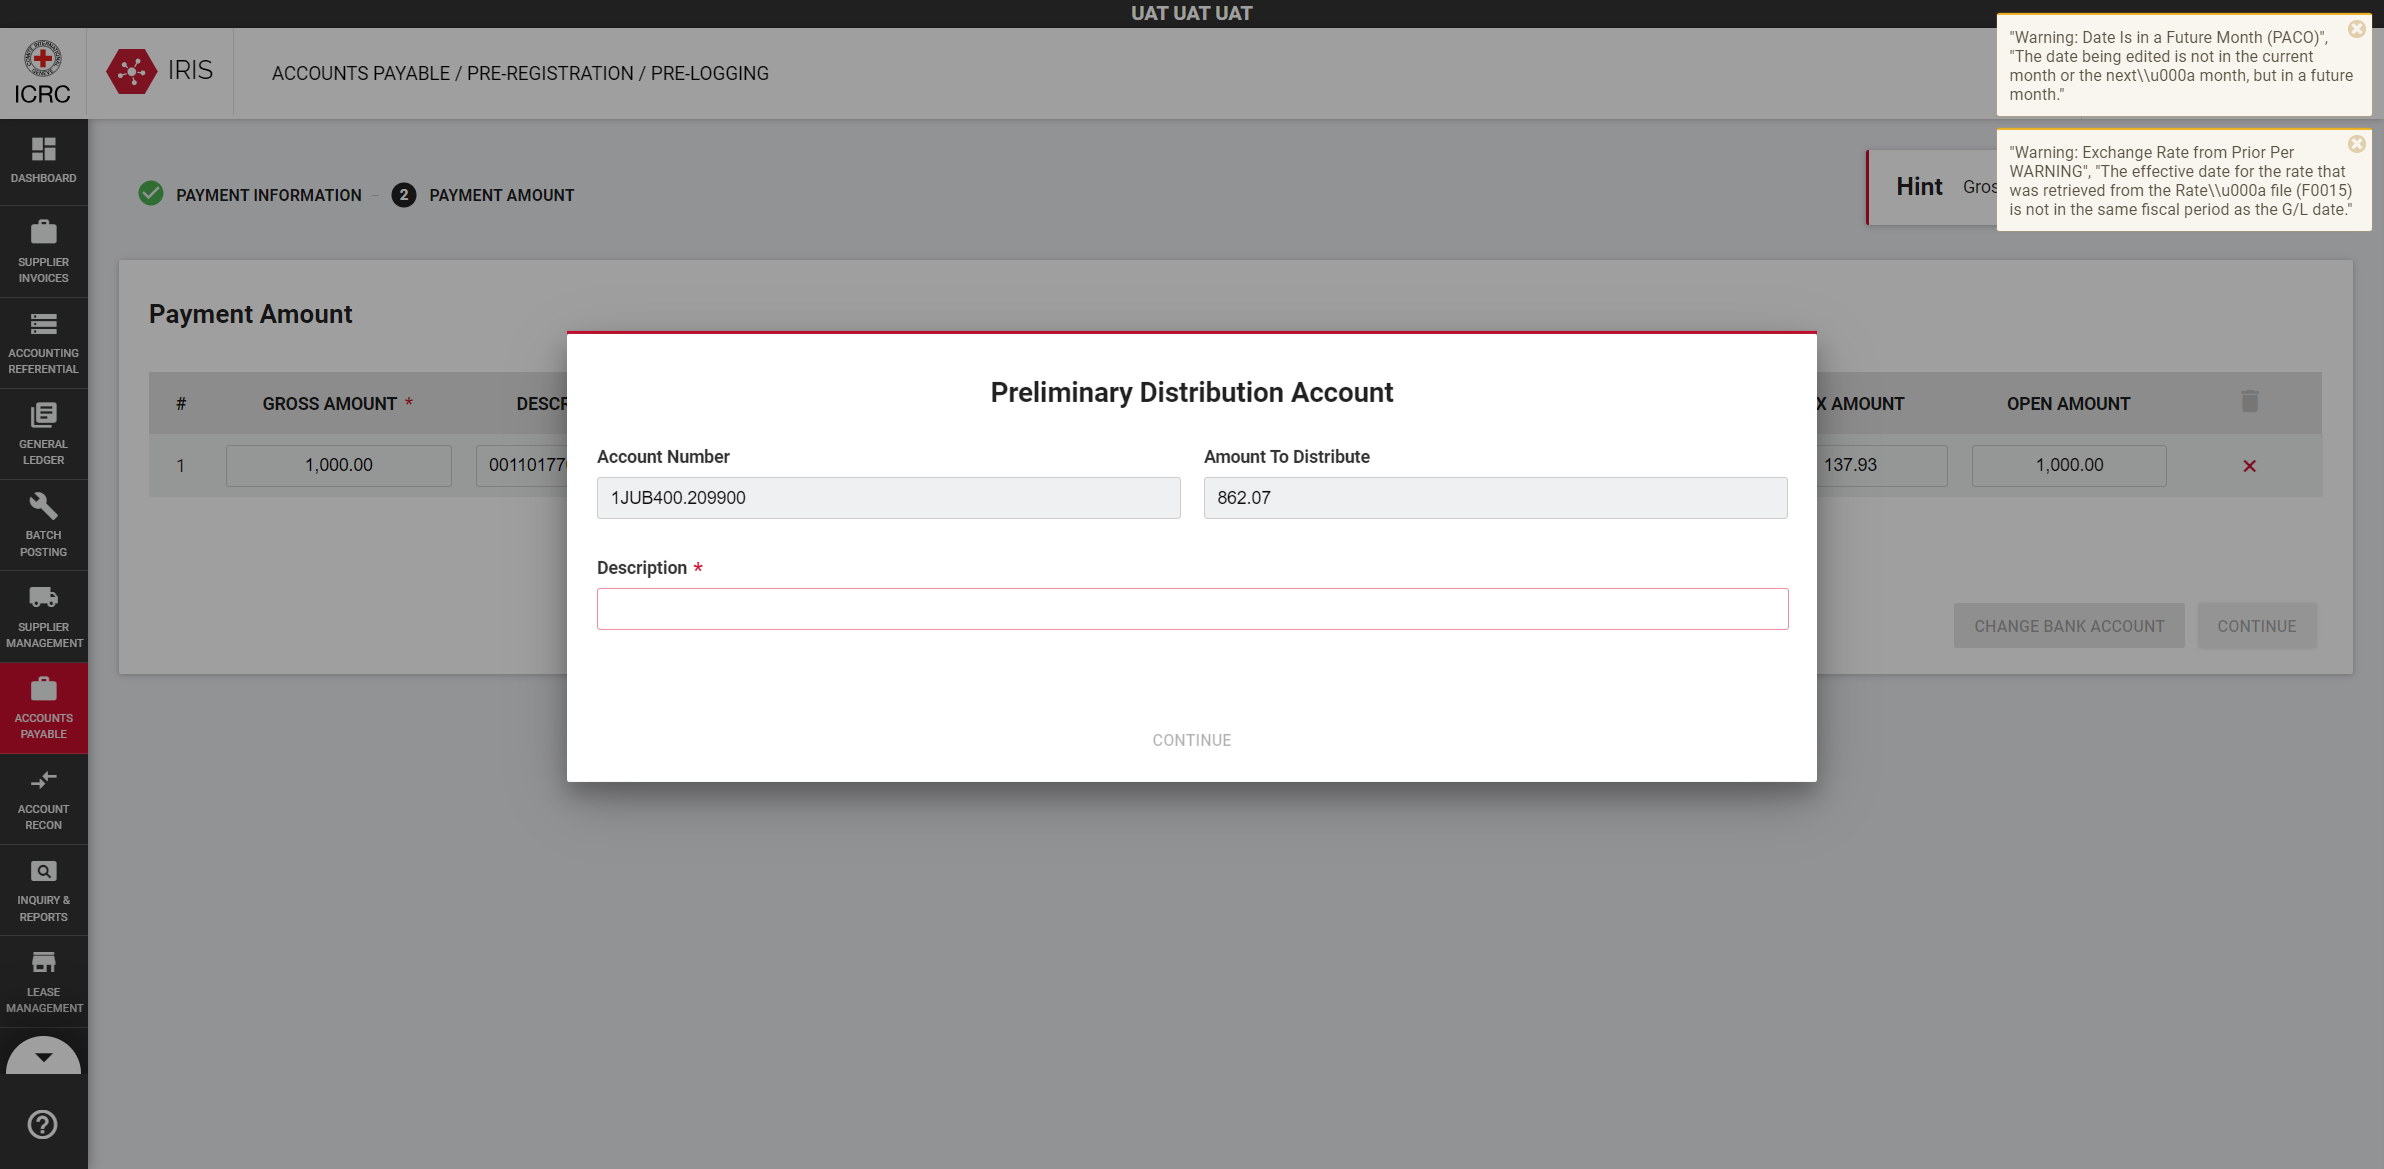 UAT UAT UAT
ICRC
IRIS
ACCOUNTS PAYABLE / PRE-REGISTRATION / PRE-LOGGING
"Warning: Date Is in a Future Month (PACO)",
"The date being edited is not in the current
month or the next\\u000a month, but in a future
month."
"Warning: Exchange Rate from Prior Per
WARNING", "The effective date for the rate that
was retrieved from the Rate\\u000a file (F0015)
is not in the same fiscal period as the G/L date."
DASHBOARD
SUPPLIER
INVOICES
ACCOUNTING
REFERENTIAL
GENERAL
LEDGER
BATCH
POSTING
SUPPLIER
MANAGEMENT
ACCOUNTS
PAYABLE
ACCOUNT
RECON
INQUIRY &
REPORTS
LEASE
MANAGEMENT
PAYMENT INFORMATION
2 PAYMENT AMOUNT
Hint Gros
Payment Amount
# GROSS AMOUNT * DESCR X AMOUNT OPEN AMOUNT
1 1,000.00 00110177 137.93 1,000.00
CHANGE BANK ACCOUNT CONTINUE
Preliminary Distribution Account
Account Number Amount To Distribute
1JUB400.209900 862.07
Description *
CONTINUE